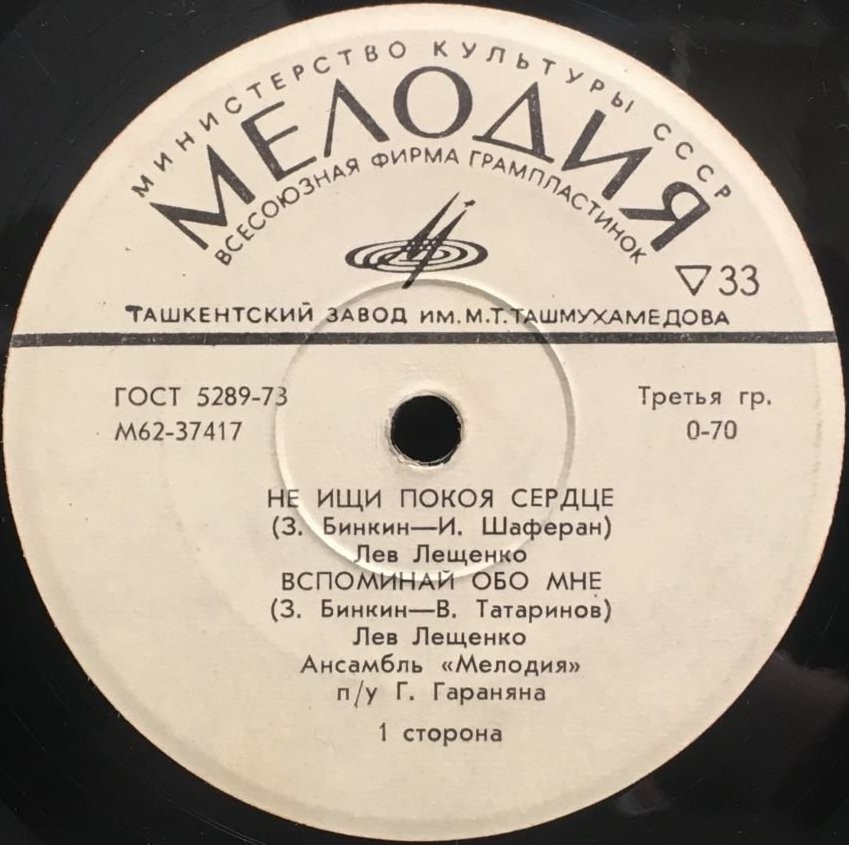 МИНИСТЕРСТВО КУЛЬТУРЫ СССР
МЕЛОДИЯ
ВСЕСОЮЗНАЯ ФИРМА ГРАМПЛАСТИНОК
33
ТАШКЕНТСКИЙ ЗАВОД ИМ. М.Т. ТАШМУХАМЕДОВА
ГОСТ 5289-73 Третья гр.
М62-37417 0-70
НЕ ИЩИ ПОКОЯ СЕРДЦЕ
(З. Бинкин—И. Шаферан)
Лев Лещенко
ВСПОМИНАЙ ОБО МНЕ
(З. Бинкин—В. Татаринов)
Лев Лещенко
Ансамбль «Мелодия»
п/у Г. Гараняна
1 сторона